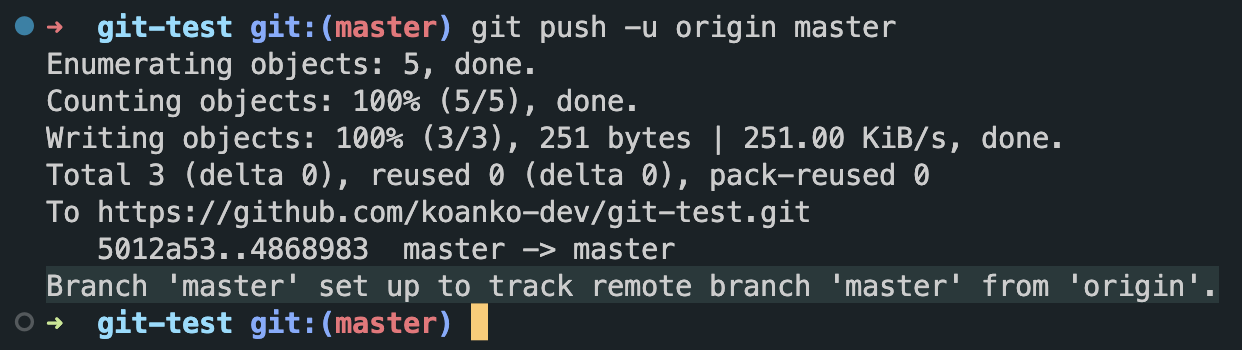 ➜ git-test git:(master) git push -u origin master
Enumerating objects: 5, done.
Counting objects: 100% (5/5), done.
Writing objects: 100% (3/3), 251 bytes | 251.00 KiB/s, done.
Total 3 (delta 0), reused 0 (delta 0), pack-reused 0
To https://github.com/koanko-dev/git-test.git
   5012a53..4868983  master -> master
Branch 'master' set up to track remote branch 'master' from 'origin'.
➜ git-test git:(master)